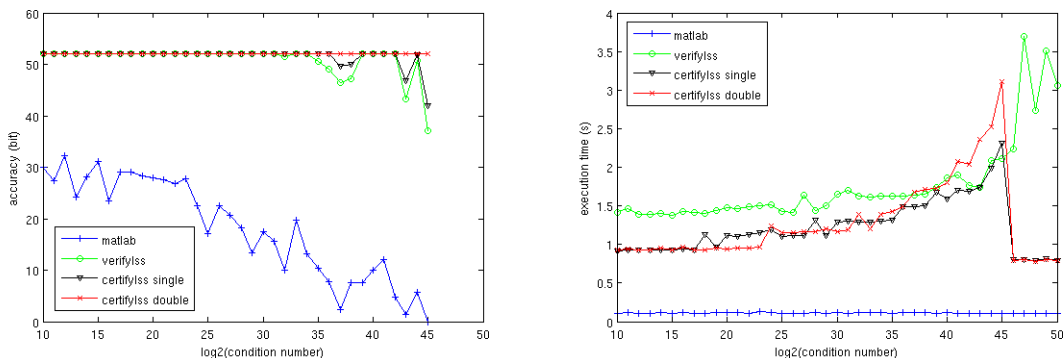 60
50
40
30
20
10
0
accuracy (bit)
matlab
verifylss
certifylss single
certifylss double
10 15 20 25 30 35 40 45 50
log2(condition number)
4
3.5
3
2.5
2
1.5
1
0.5
0
execution time (s)
matlab
verifylss
certifylss single
certifylss double
10 15 20 25 30 35 40 45 50
log2(condition number)